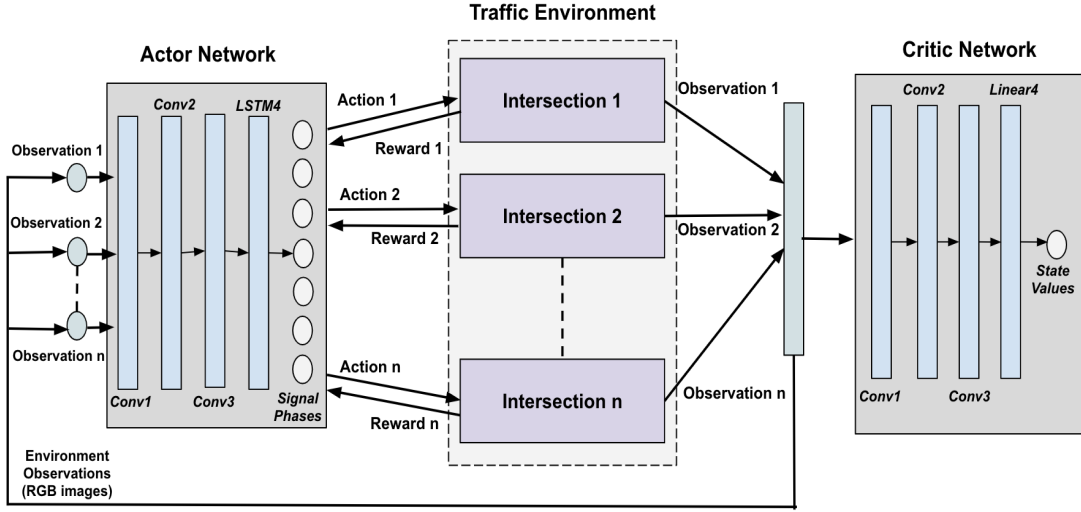 Traffic Environment
Actor Network
Critic Network
Conv2
LSTM4
Conv1
Conv3
Signal
Phases
Observation 1
Observation 2
Observation n
Action 1
Reward 1
Action 2
Reward 2
Action n
Reward n
Intersection 1
Intersection 2
Intersection n
Observation 1
Observation 2
Observation n
Conv2
Linear4
Conv1
Conv3
State
Values
Environment
Observations
(RGB images)